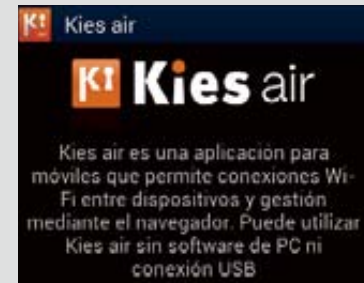 Kies air
Kies air
Kies air es una aplicación para
móviles que permite conexiones Wi-
Fi entre dispositivos y gestión
mediante el navegador. Puede utilizar
Kies air sin software de PC ni
conexión USB